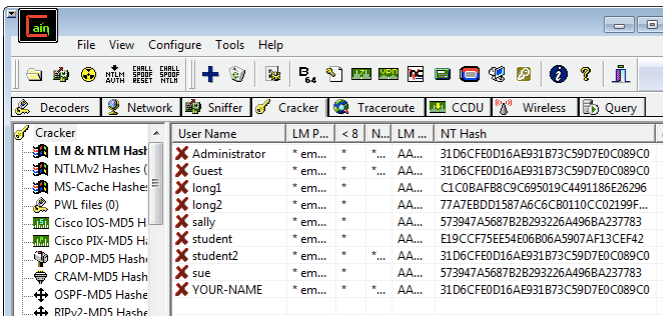 Cain
File View Configure Tools Help
NTLM AUTH CHALL SPOOF RESET CHALL SPOOF NTLM B64
Decoders Network Sniffer Cracker Traceroute CCDU Wireless Query
Cracker User Name LM P... < 8 N... LM ... NT Hash
LM & NTLM Hash Administrator * em... * *... AA... 31D6CFE0D16AE931B73C59D7E0C089C0
NTLMv2 Hashes ( Guest * em... * *... AA... 31D6CFE0D16AE931B73C59D7E0C089C0
MS-Cache Hashes long1 * em... * AA... C1C0BAFB8C9C695019C4491186E26296
PWL files (0) long2 * em... * AA... 77A7EBDD1587A6C6CB0110CC02199F...
Cisco IOS-MD5 H sally * em... * AA... 573947A5687B2B293226A496BA237783
Cisco PIX-MD5 Ha student * em... * AA... E19CCF75EE54E06B06A5907AF13CEF42
APOP-MD5 Hashe student2 * em... * *... AA... 31D6CFE0D16AE931B73C59D7E0C089C0
CRAM-MD5 Hashe sue * em... * AA... 573947A5687B2B293226A496BA237783
OSPF-MD5 Hashe YOUR-NAME * em... * *... AA... 31D6CFE0D16AE931B73C59D7E0C089C0
RIPv2-MD5 Hashe